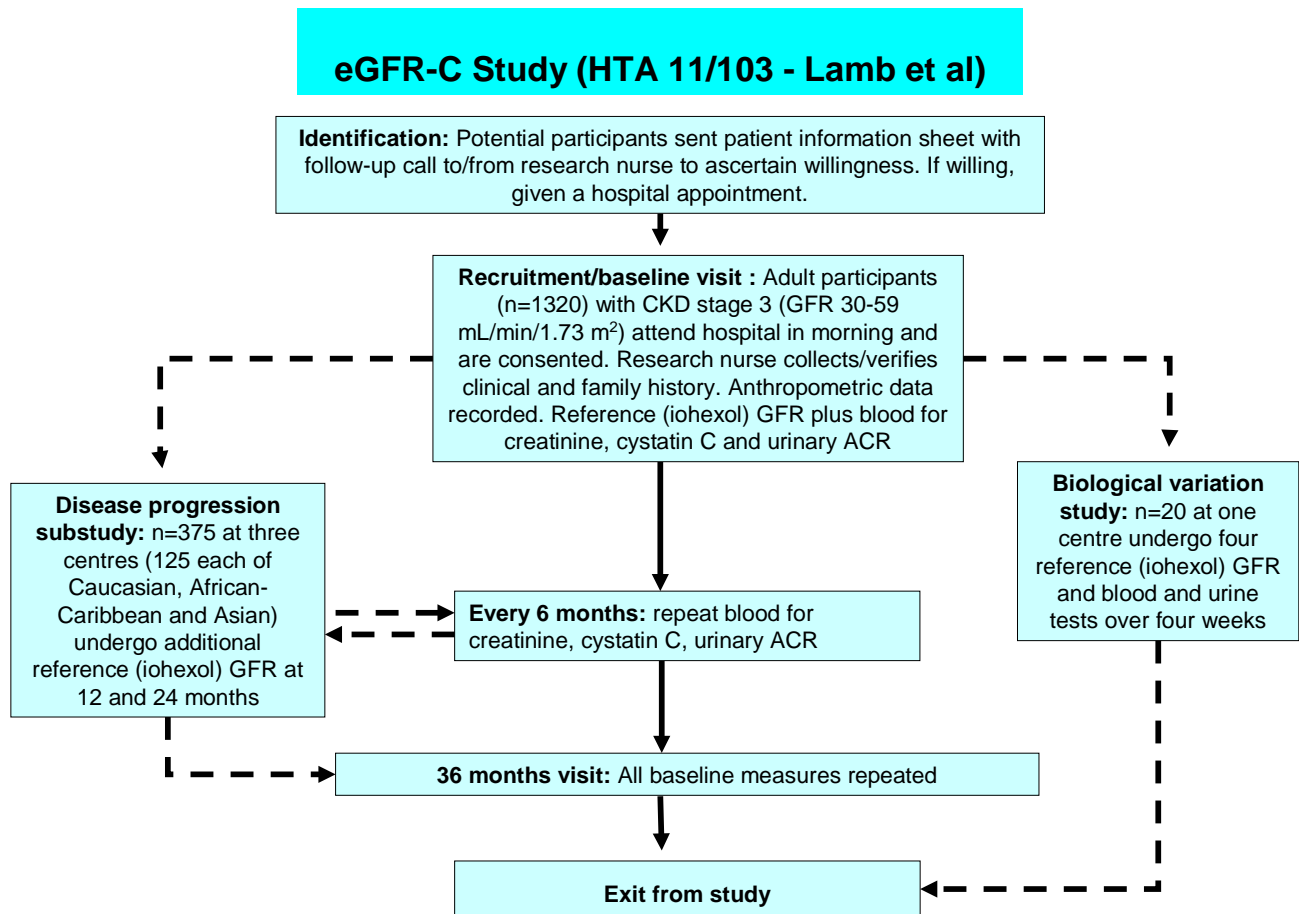 eGFR-C Study (HTA 11/103 - Lamb et al)
Identification: Potential participants sent patient information sheet with
follow-up call to/from research nurse to ascertain willingness. If willing,
given a hospital appointment.
Recruitment/baseline visit : Adult participants
(n=1320) with CKD stage 3 (GFR 30-59
mL/min/1.73 m²) attend hospital in morning and
are consented. Research nurse collects/verifies
clinical and family history. Anthropometric data
recorded. Reference (iohexol) GFR plus blood for
creatinine, cystatin C and urinary ACR
Disease progression
substudy: n=375 at three
centres (125 each of
Caucasian, African-
Caribbean and Asian)
undergo additional
reference (iohexol) GFR at
12 and 24 months
Biological variation
study: n=20 at one
centre undergo four
reference (iohexol) GFR
and blood and urine
tests over four weeks
Every 6 months: repeat blood for
creatinine, cystatin C, urinary ACR
36 months visit: All baseline measures repeated
Exit from study